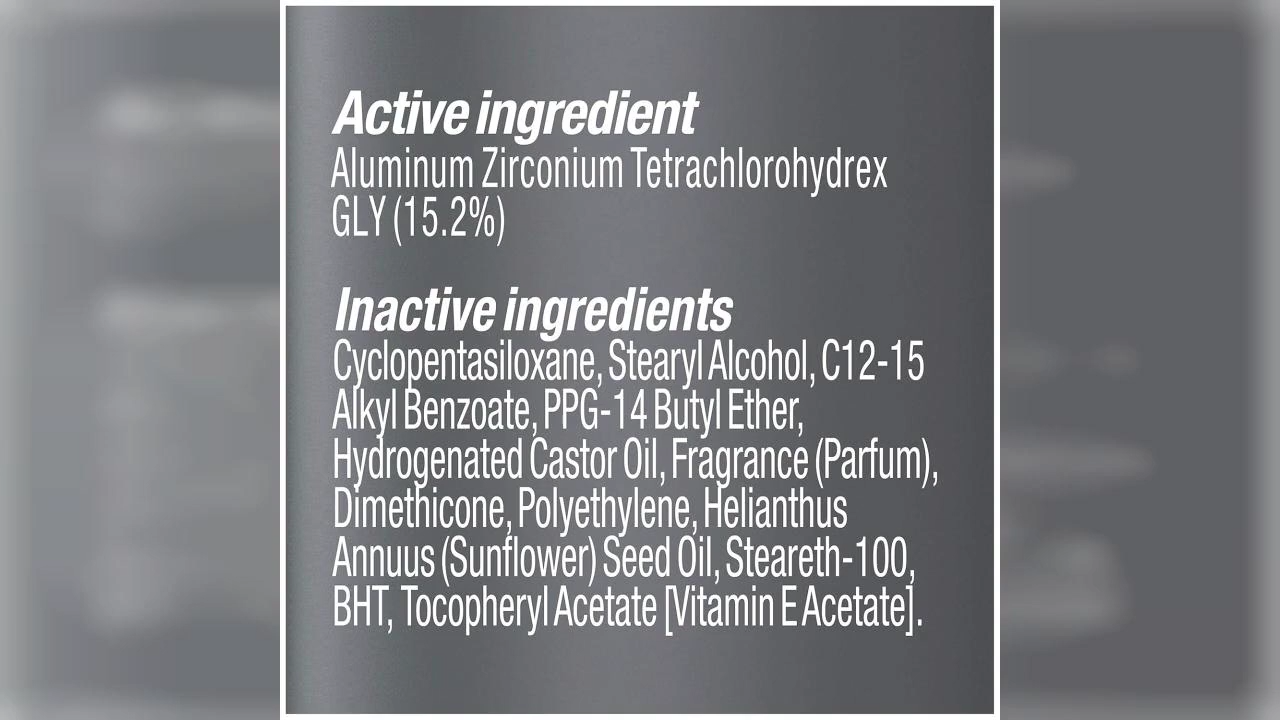 Active ingredient
Aluminum Zirconium Tetrachlorohydrex
GLY (15.2%)
Inactive ingredients
Cyclopentasiloxane, Stearyl Alcohol, C12-15
Alkyl Benzoate, PPG-14 Butyl Ether,
Hydrogenated Castor Oil, Fragrance (Parfum),
Dimethicone, Polyethylene, Helianthus
Annuus (Sunflower) Seed Oil, Steareth-100,
BHT, Tocopheryl Acetate [Vitamin E Acetate].